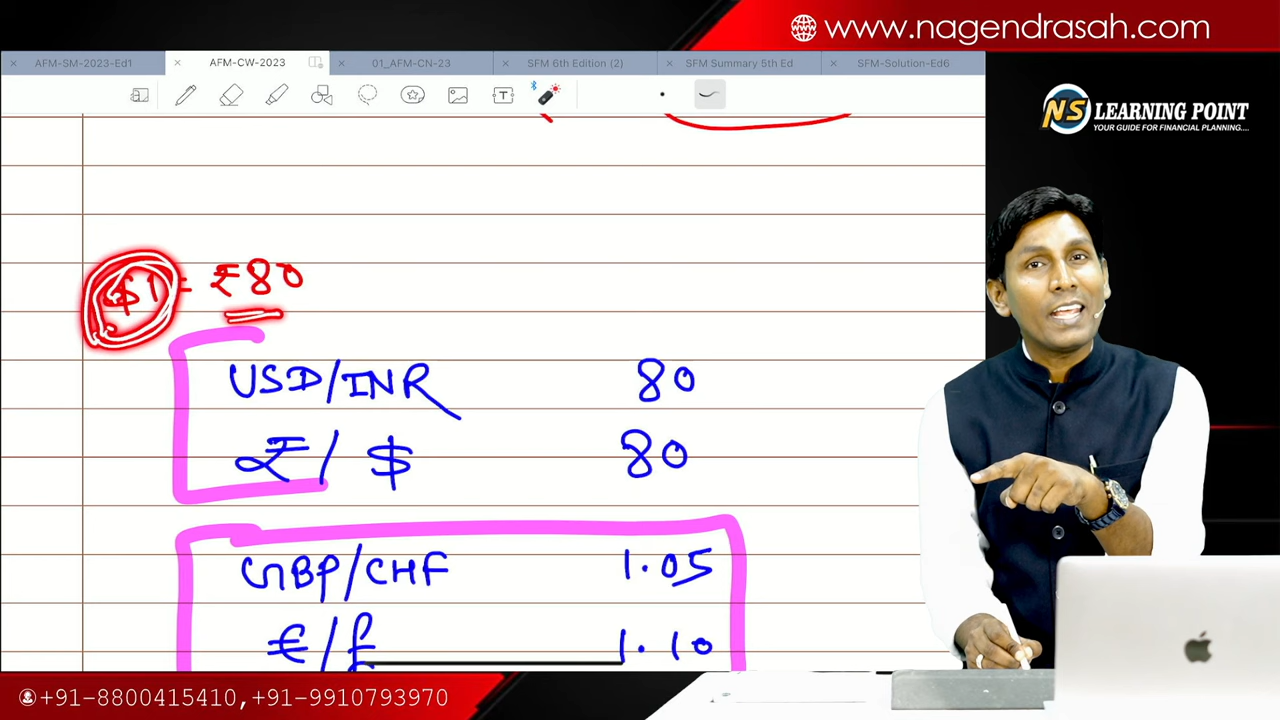 www.nagendrasah.com
AFM-SM-2023-Ed1
AFM-CW-2023
01_AFM-CN-23
SFM 6th Edition (2)
SFM Summary 5th Ed
SFM-Solution-Ed6
T
NS LEARNING POINT
YOUR GUIDE FOR FINANCIAL PLANNING....
$1 = ₹80
USD/INR 80
₹/$ 80
GBP/CHF 1.05
€/£ 1.10
+91-8800415410,+91-9910793970